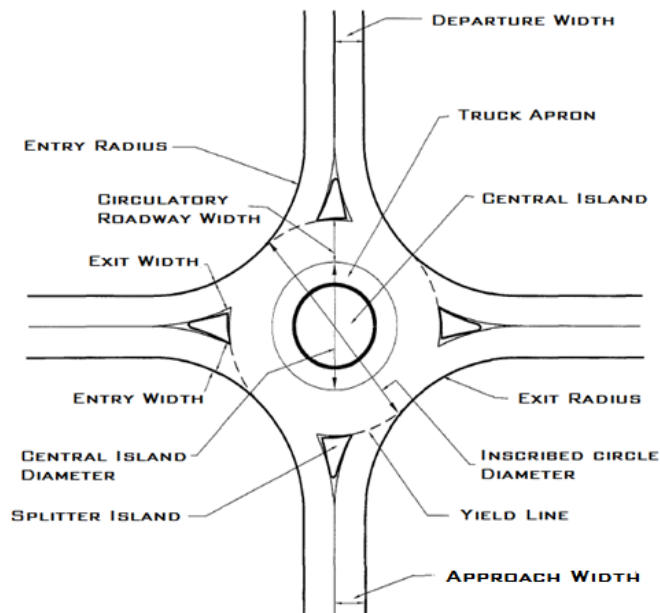 DEPARTURE WIDTH
TRUCK APRON
ENTRY RADIUS
CIRCULATORY
ROADWAY WIDTH
CENTRAL ISLAND
EXIT WIDTH
ENTRY WIDTH
EXIT RADIUS
CENTRAL ISLAND
DIAMETER
INSCRIBED CIRCLE
DIAMETER
SPLITTER ISLAND
YIELD LINE
APPROACH WIDTH